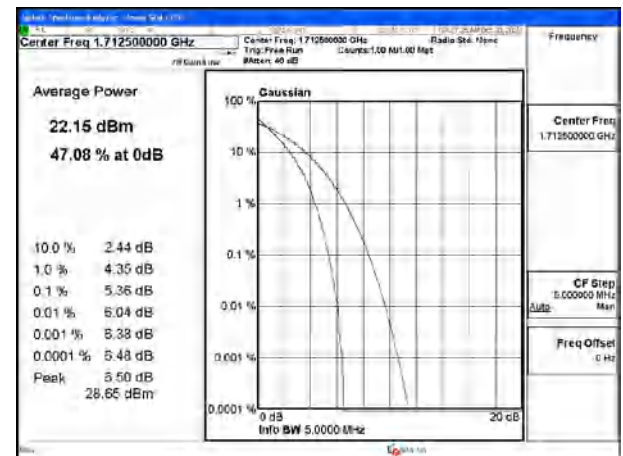 Center Freq 1.712500000 GHz
Center Freq: 1.712500000 GHz
Radio Std: None
Trig: Free Run
Counts:1.00 M/1.00 Mpt
#Atten: 40 dB
Frequency
Average Power
22.15 dBm
47.08 % at 0dB
10.0 % 2.44 dB
1.0 % 4.35 dB
0.1 % 5.36 dB
0.01 % 6.04 dB
0.001 % 6.38 dB
0.0001 % 6.48 dB
Peak 6.50 dB
28.65 dBm
Gaussian
100 %
10 %
1 %
0.1 %
0.01 %
0.001 %
0.0001 %
0 dB
20 dB
Info BW 5.0000 MHz
Center Freq
1.712500000 GHz
CF Step
5.000000 MHz
Auto Man
Freq Offset
0 Hz